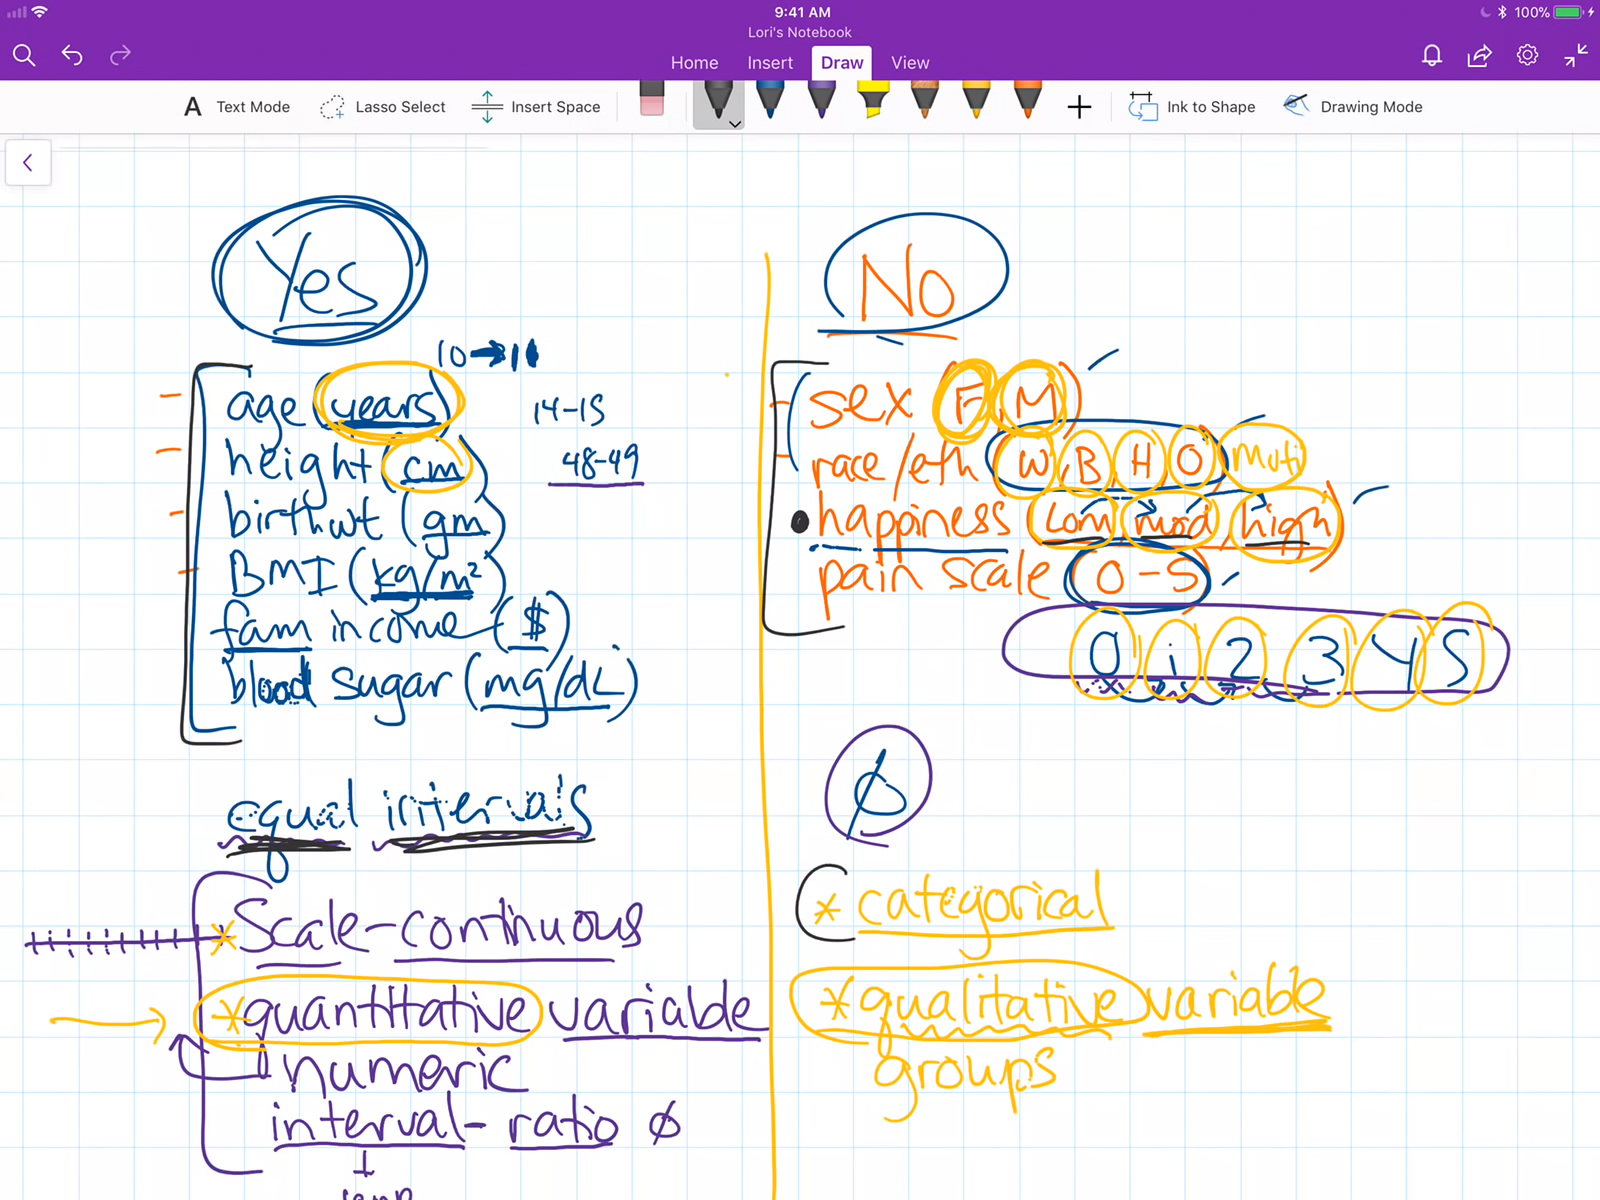 9:41 AM
100%
Lori's Notebook
Home Insert Draw View
Text Mode Lasso Select Insert Space Ink to Shape Drawing Mode
Yes
10 → 11
age (years) 14-15
height (cm) 48-49
birthwt (gm)
BMI (kg/m²)
fam income ($)
blood sugar (mg/dL)
equal intervals
*Scale-continuous
*quantitative variable
numeric
interval-ratio ϕ
No
sex (F, M)
race/eth (W, B, H, O)
happiness (Low, mod, high)
pain scale (0-5)
0 1 2 3 4 5
ϕ
* categorical
*qualitative variable
groups